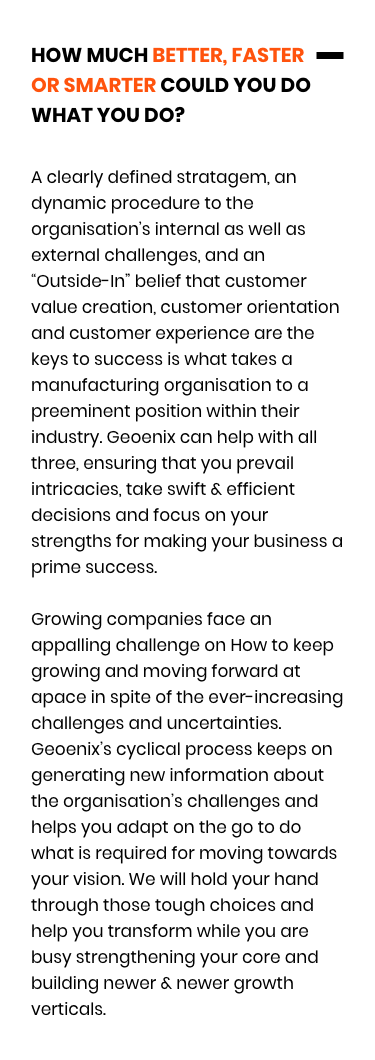 HOW MUCH BETTER, FASTER
OR SMARTER COULD YOU DO
WHAT YOU DO?
A clearly defined stratagem, an
dynamic procedure to the
organisation's internal as well as
external challenges, and an
“Outside-In” belief that customer
value creation, customer orientation
and customer experience are the
keys to success is what takes a
manufacturing organisation to a
preeminent position within their
industry. Geoenix can help with all
three, ensuring that you prevail
intricacies, take swift & efficient
decisions and focus on your
strengths for making your business a
prime success.
Growing companies face an
appalling challenge on How to keep
growing and moving forward at
apace in spite of the ever-increasing
challenges and uncertainties.
Geoenix's cyclical process keeps on
generating new information about
the organisation's challenges and
helps you adapt on the go to do
what is required for moving towards
your vision. We will hold your hand
through those tough choices and
help you transform while you are
busy strengthening your core and
building newer & newer growth
verticals.